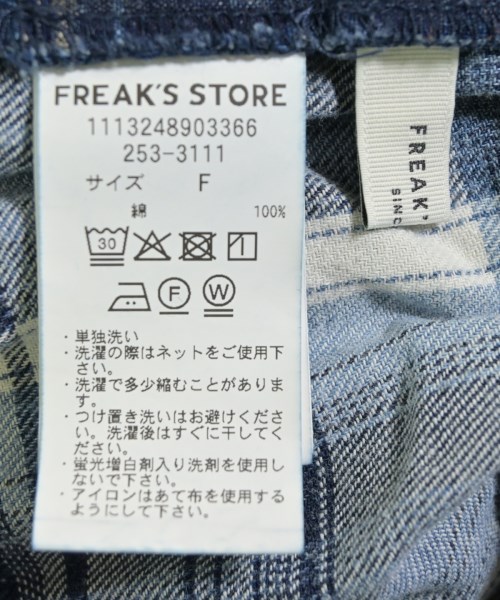 FREAK'S STORE
1113248903366
253-3111
サイズ F
綿 100%
30
F W
・単独洗い
・洗濯の際はネットをご使用下
さい。
・洗濯で多少縮むことがありま
す。
・つけ置き洗いはお避けくださ
い。洗濯後はすぐに干してく
ださい。
・蛍光増白剤入り洗剤を使用し
ないで下さい。
・アイロンはあて布を使用する
ようにして下さい。
FREAK'
SINC